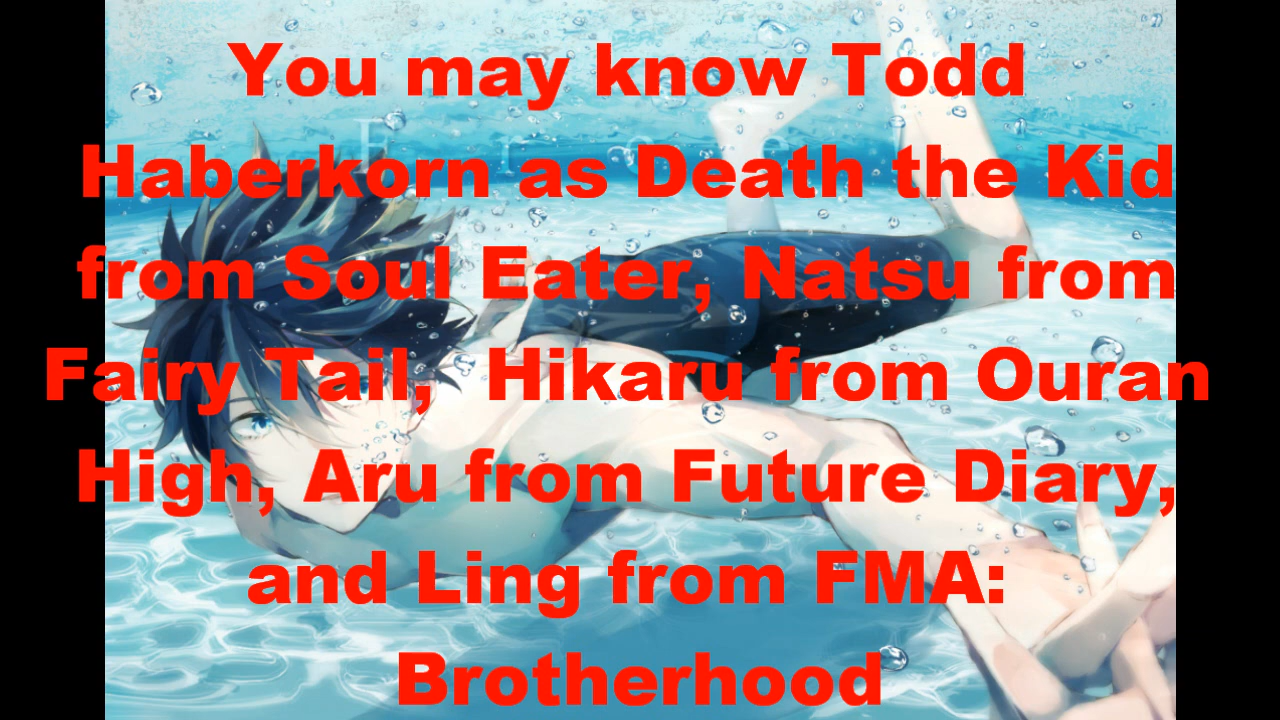 You may know Todd
Haberkorn as Death the Kid
from Soul Eater, Natsu from
Fairy Tail,  Hikaru from Ouran
High, Aru from Future Diary,
and Ling from FMA:
Brotherhood